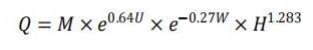 Q = M × e^{0.64U} × e^{−0.27W} × H^{1.283}